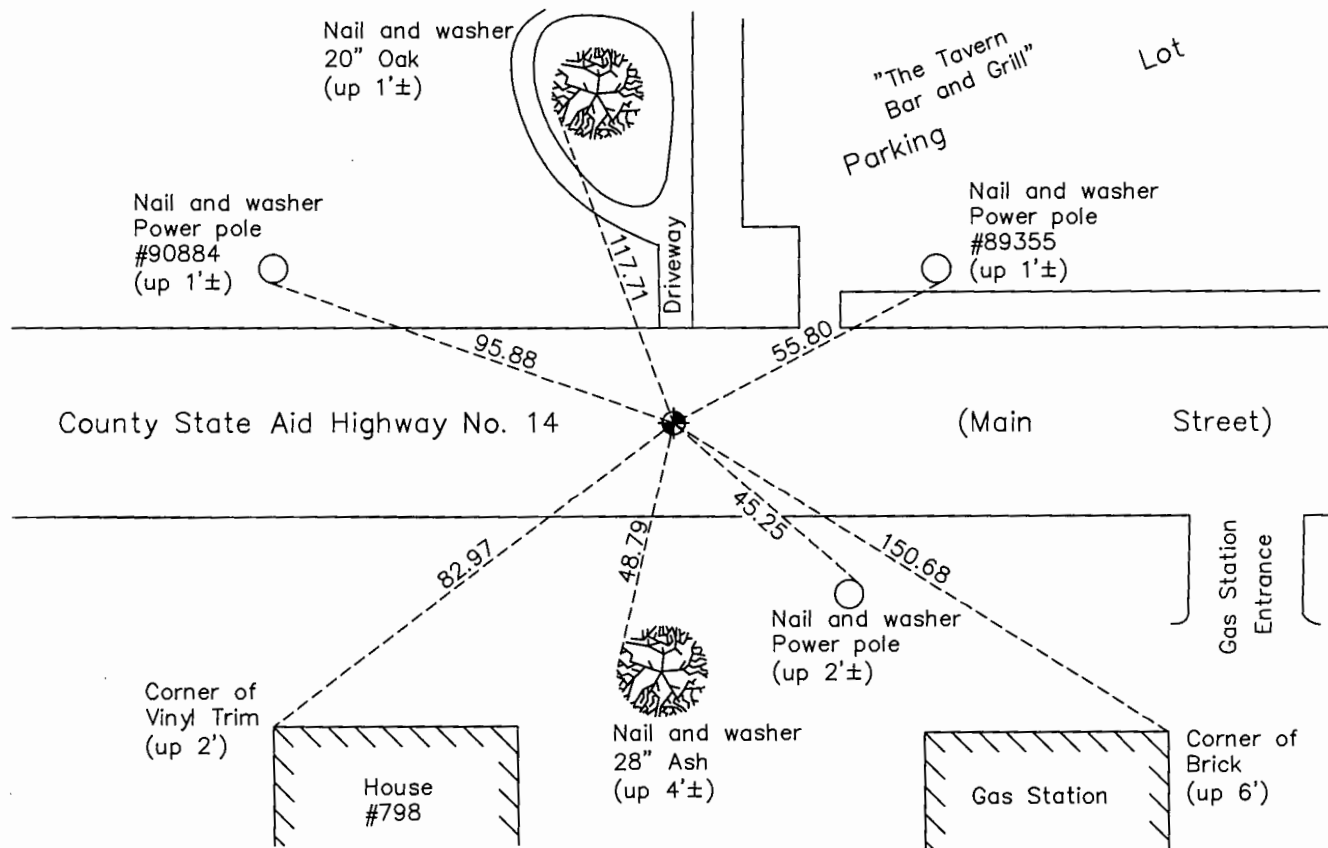 Nail and washer
20" Oak
(up 1'±)
"The Tavern
Bar and Grill"
Parking Lot
Nail and washer
Power pole
#90884
(up 1'±)
Nail and washer
Power pole
#89355
(up 1'±)
Driveway
117.71
95.88
55.80
County State Aid Highway No. 14
(Main Street)
82.97
48.79
45.25
150.68
Gas Station
Entrance
Nail and washer
Power pole
(up 2'±)
Corner of
Vinyl Trim
(up 2')
Nail and washer
28" Ash
(up 4'±)
Corner of
Brick
(up 6')
House
#798
Gas Station